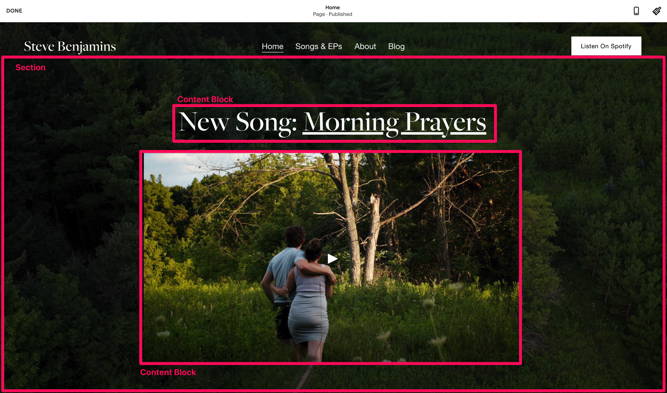 DONE
Home
Page · Published
Steve Benjamins
Home Songs & EPs About Blog
Listen On Spotify
Section
Content Block
New Song: Morning Prayers
Content Block